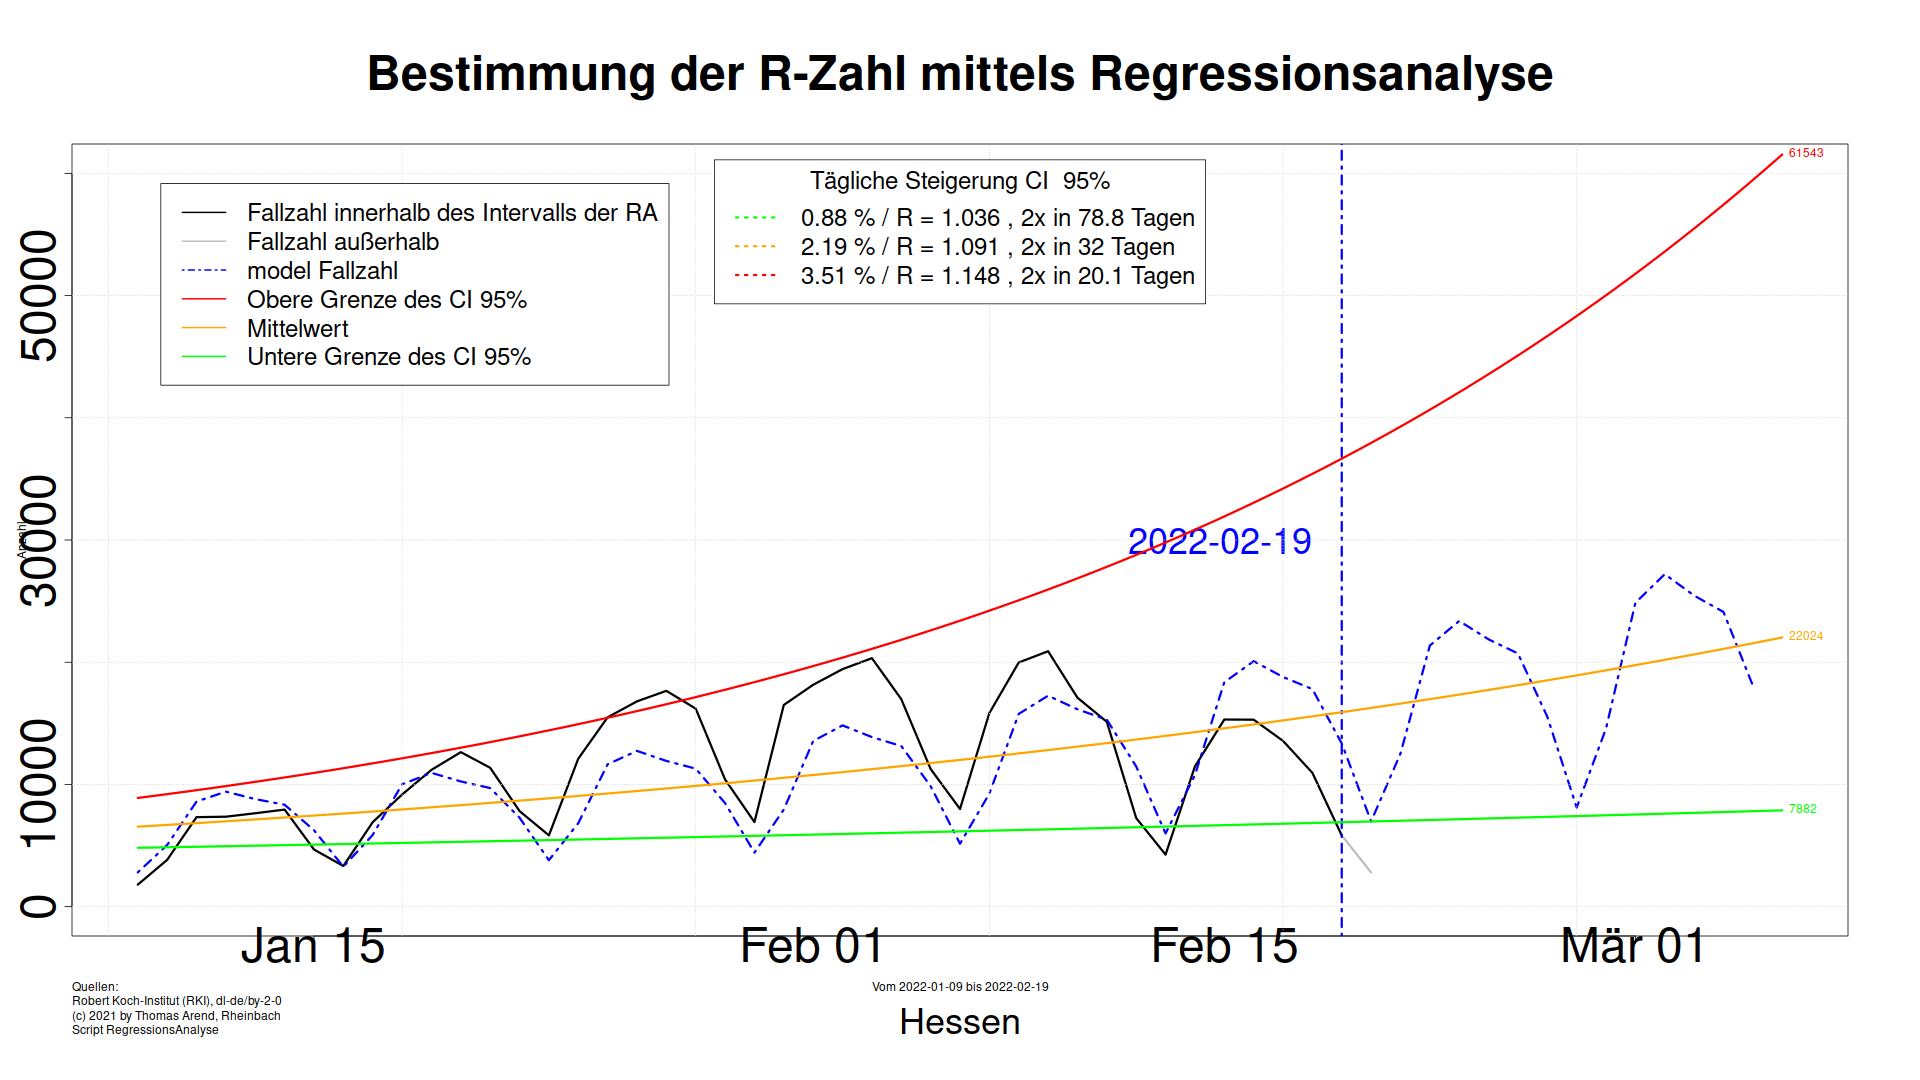 Bestimmung der R-Zahl mittels Regressionsanalyse
Fallzahl innerhalb des Intervalls der RA
Fallzahl außerhalb
model Fallzahl
Obere Grenze des CI 95%
Mittelwert
Untere Grenze des CI 95%
Tägliche Steigerung CI  95%
0.88 % / R = 1.036 , 2x in 78.8 Tagen
2.19 % / R = 1.091 , 2x in 32 Tagen
3.51 % / R = 1.148 , 2x in 20.1 Tagen
61543
22024
7882
2022-02-19
Anzahl
50000
30000
10000
0
Jan 15
Feb 01
Feb 15
Mär 01
Quellen:
Robert Koch-Institut (RKI), dl-de/by-2-0
(c) 2021 by Thomas Arend, Rheinbach
Script RegressionsAnalyse
Vom 2022-01-09 bis 2022-02-19
Hessen